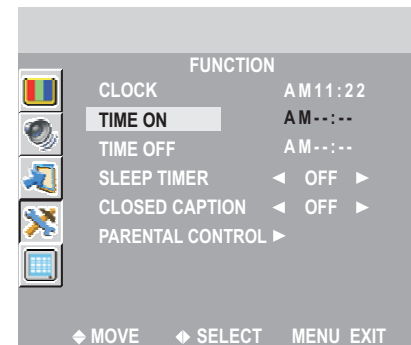 FUNCTION
CLOCK AM11:22
TIME ON AM--:--
TIME OFF AM--:--
SLEEP TIMER ◄ OFF ►
CLOSED CAPTION ◄ OFF ►
PARENTAL CONTROL ►
MOVE SELECT MENU EXIT